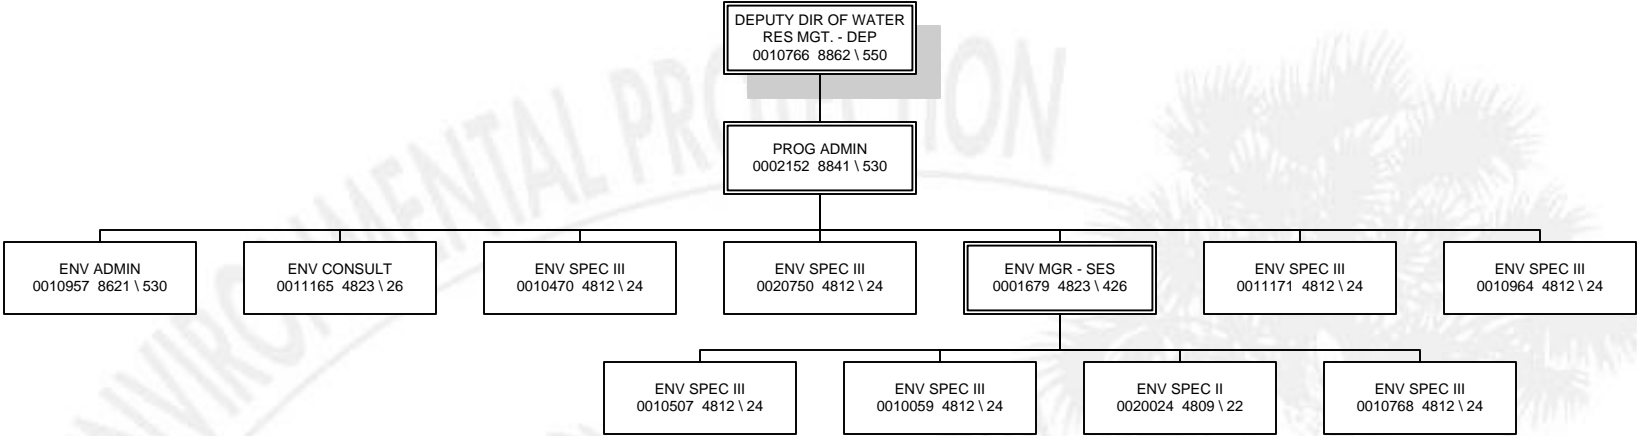 DEPUTY DIR OF WATER
RES MGT. - DEP
0010766 8862 \ 550
PROG ADMIN
0002152 8841 \ 530
ENV ADMIN
0010957 8621 \ 530
ENV CONSULT
0011165 4823 \ 26
ENV SPEC III
0010470 4812 \ 24
ENV SPEC III
0020750 4812 \ 24
ENV MGR - SES
0001679 4823 \ 426
ENV SPEC III
0011171 4812 \ 24
ENV SPEC III
0010964 4812 \ 24
ENV SPEC III
0010507 4812 \ 24
ENV SPEC III
0010059 4812 \ 24
ENV SPEC II
0020024 4809 \ 22
ENV SPEC III
0010768 4812 \ 24
ENVIRONMENTAL PROTECTION